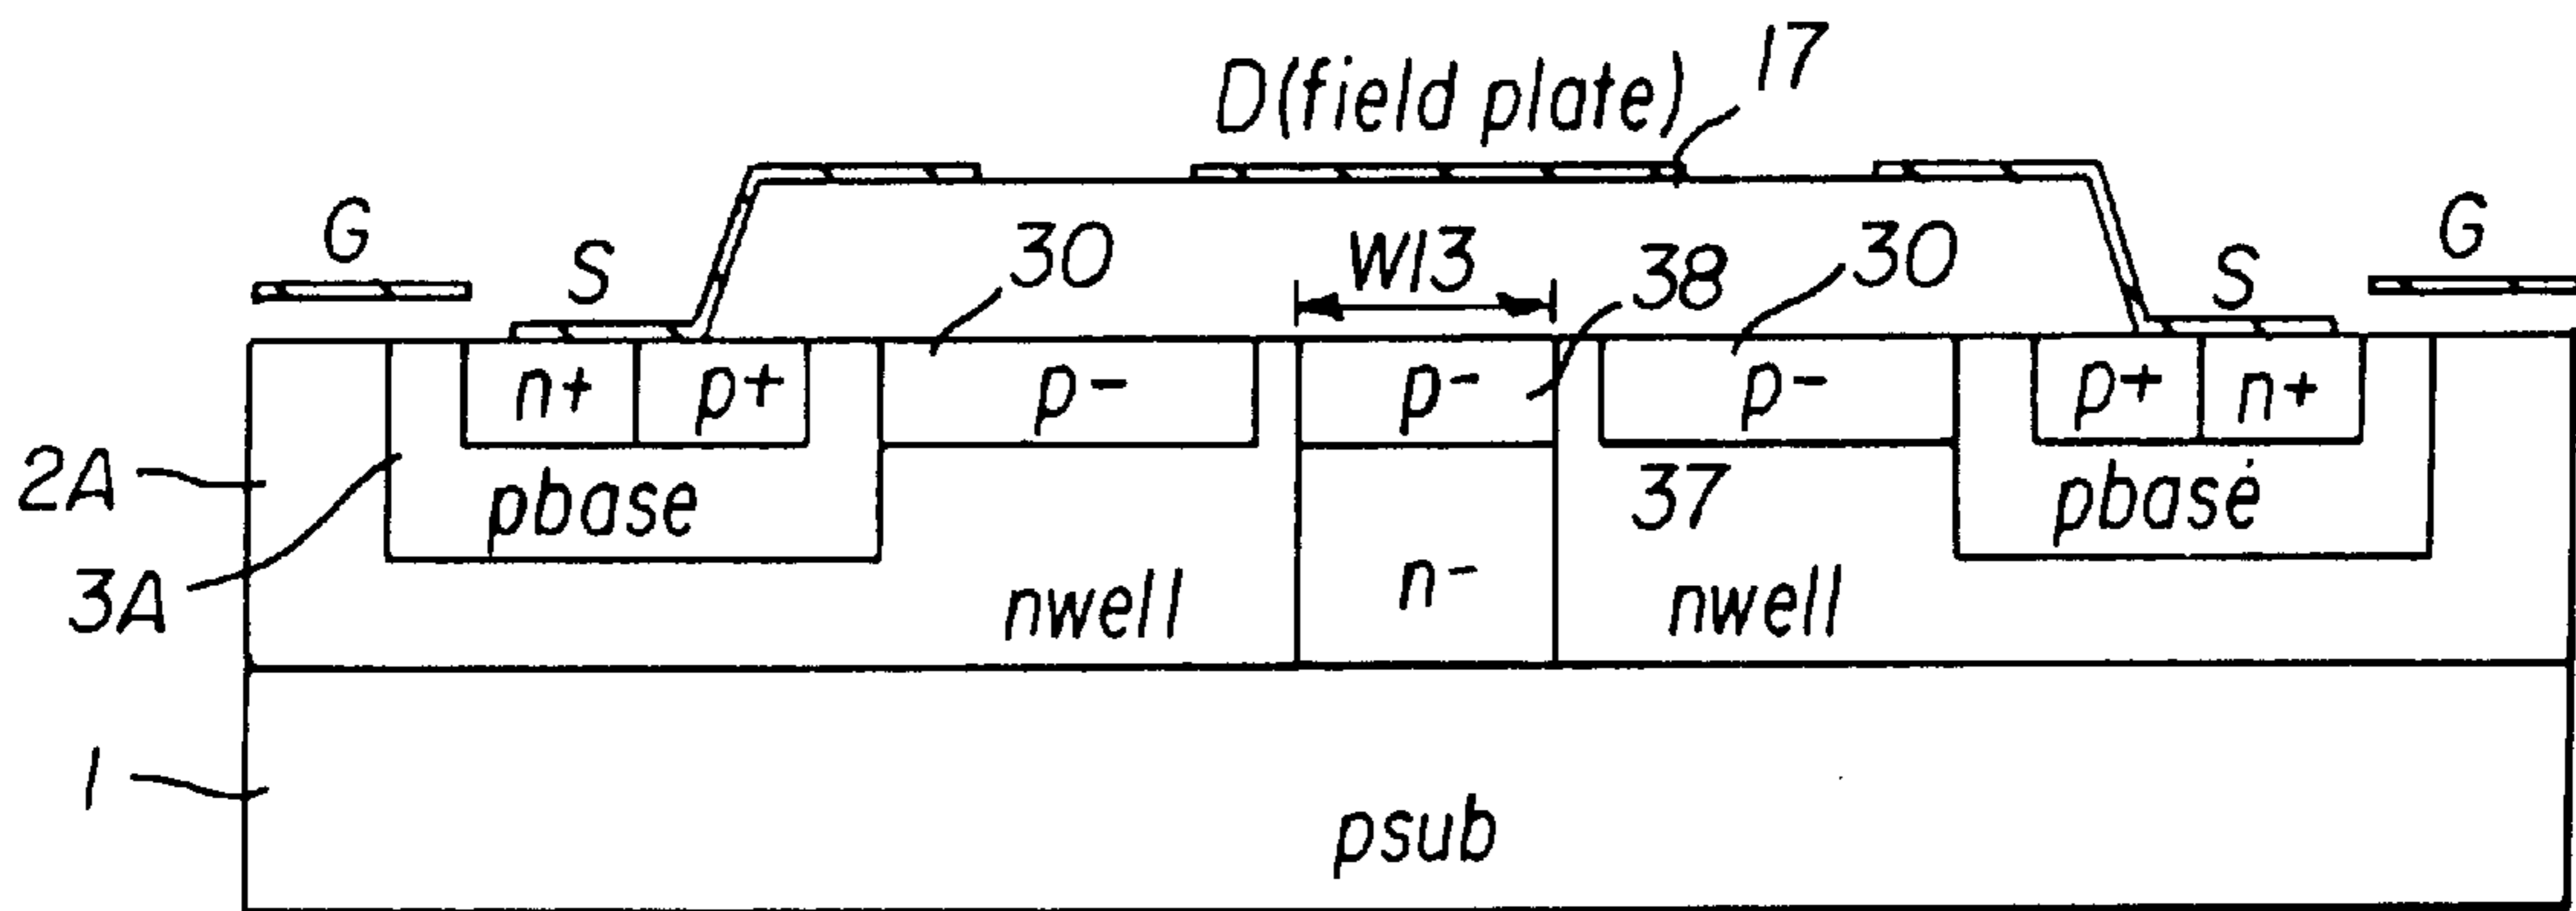 17
D(field plate)
G
S
30
W13
38
30
S
G
n+
p+
p-
p-
p-
p+
n+
2A
pbase
37
pbase
3A
nwell
n-
nwell
1
psub